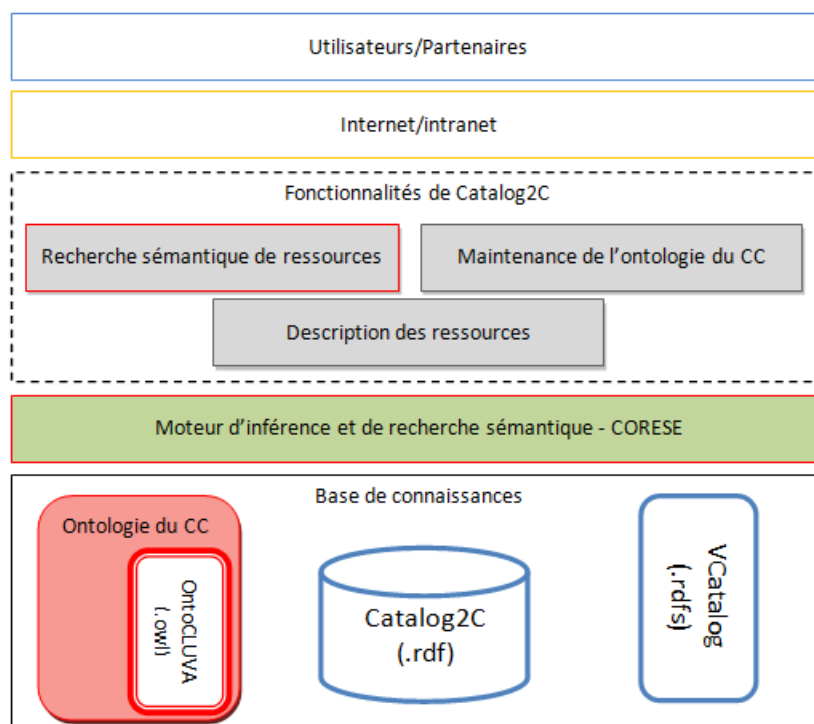 Utilisateurs/Partenaires
Internet/intranet
Fonctionnalités de Catalog2C
Recherche sémantique de ressources
Maintenance de l’ontologie du CC
Description des ressources
Moteur d’inférence et de recherche sémantique - CORESE
Base de connaissances
Ontologie du CC
OntoCLUVA
(.owl)
Catalog2C
(.rdf)
VCatalog
(.rdfs)